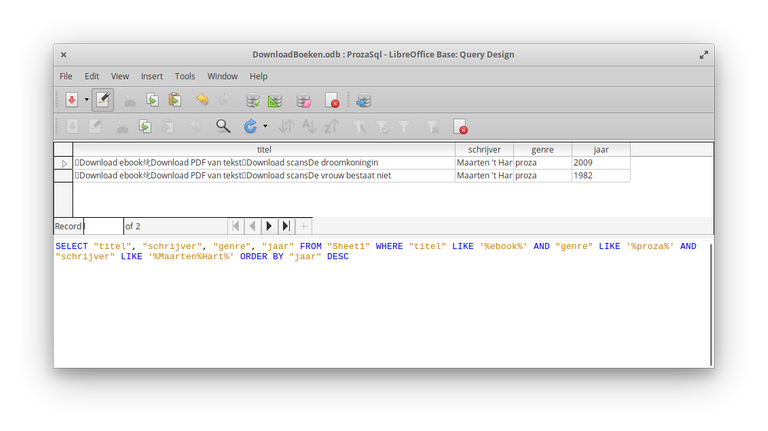 DownloadBoeken.odb : ProzaSql - LibreOffice Base: Query Design
File Edit View Insert Tools Window Help
titel schrijver genre jaar
Download ebook Download PDF van tekst Download scansDe droomkoningin Maarten 't Har proza 2009
Download ebook Download PDF van tekst Download scansDe vrouw bestaat niet Maarten 't Har proza 1982
Record of 2
SELECT "titel", "schrijver", "genre", "jaar" FROM "Sheet1" WHERE "titel" LIKE '%ebook%' AND "genre" LIKE '%proza%' AND
"schrijver" LIKE '%Maarten%Hart%' ORDER BY "jaar" DESC